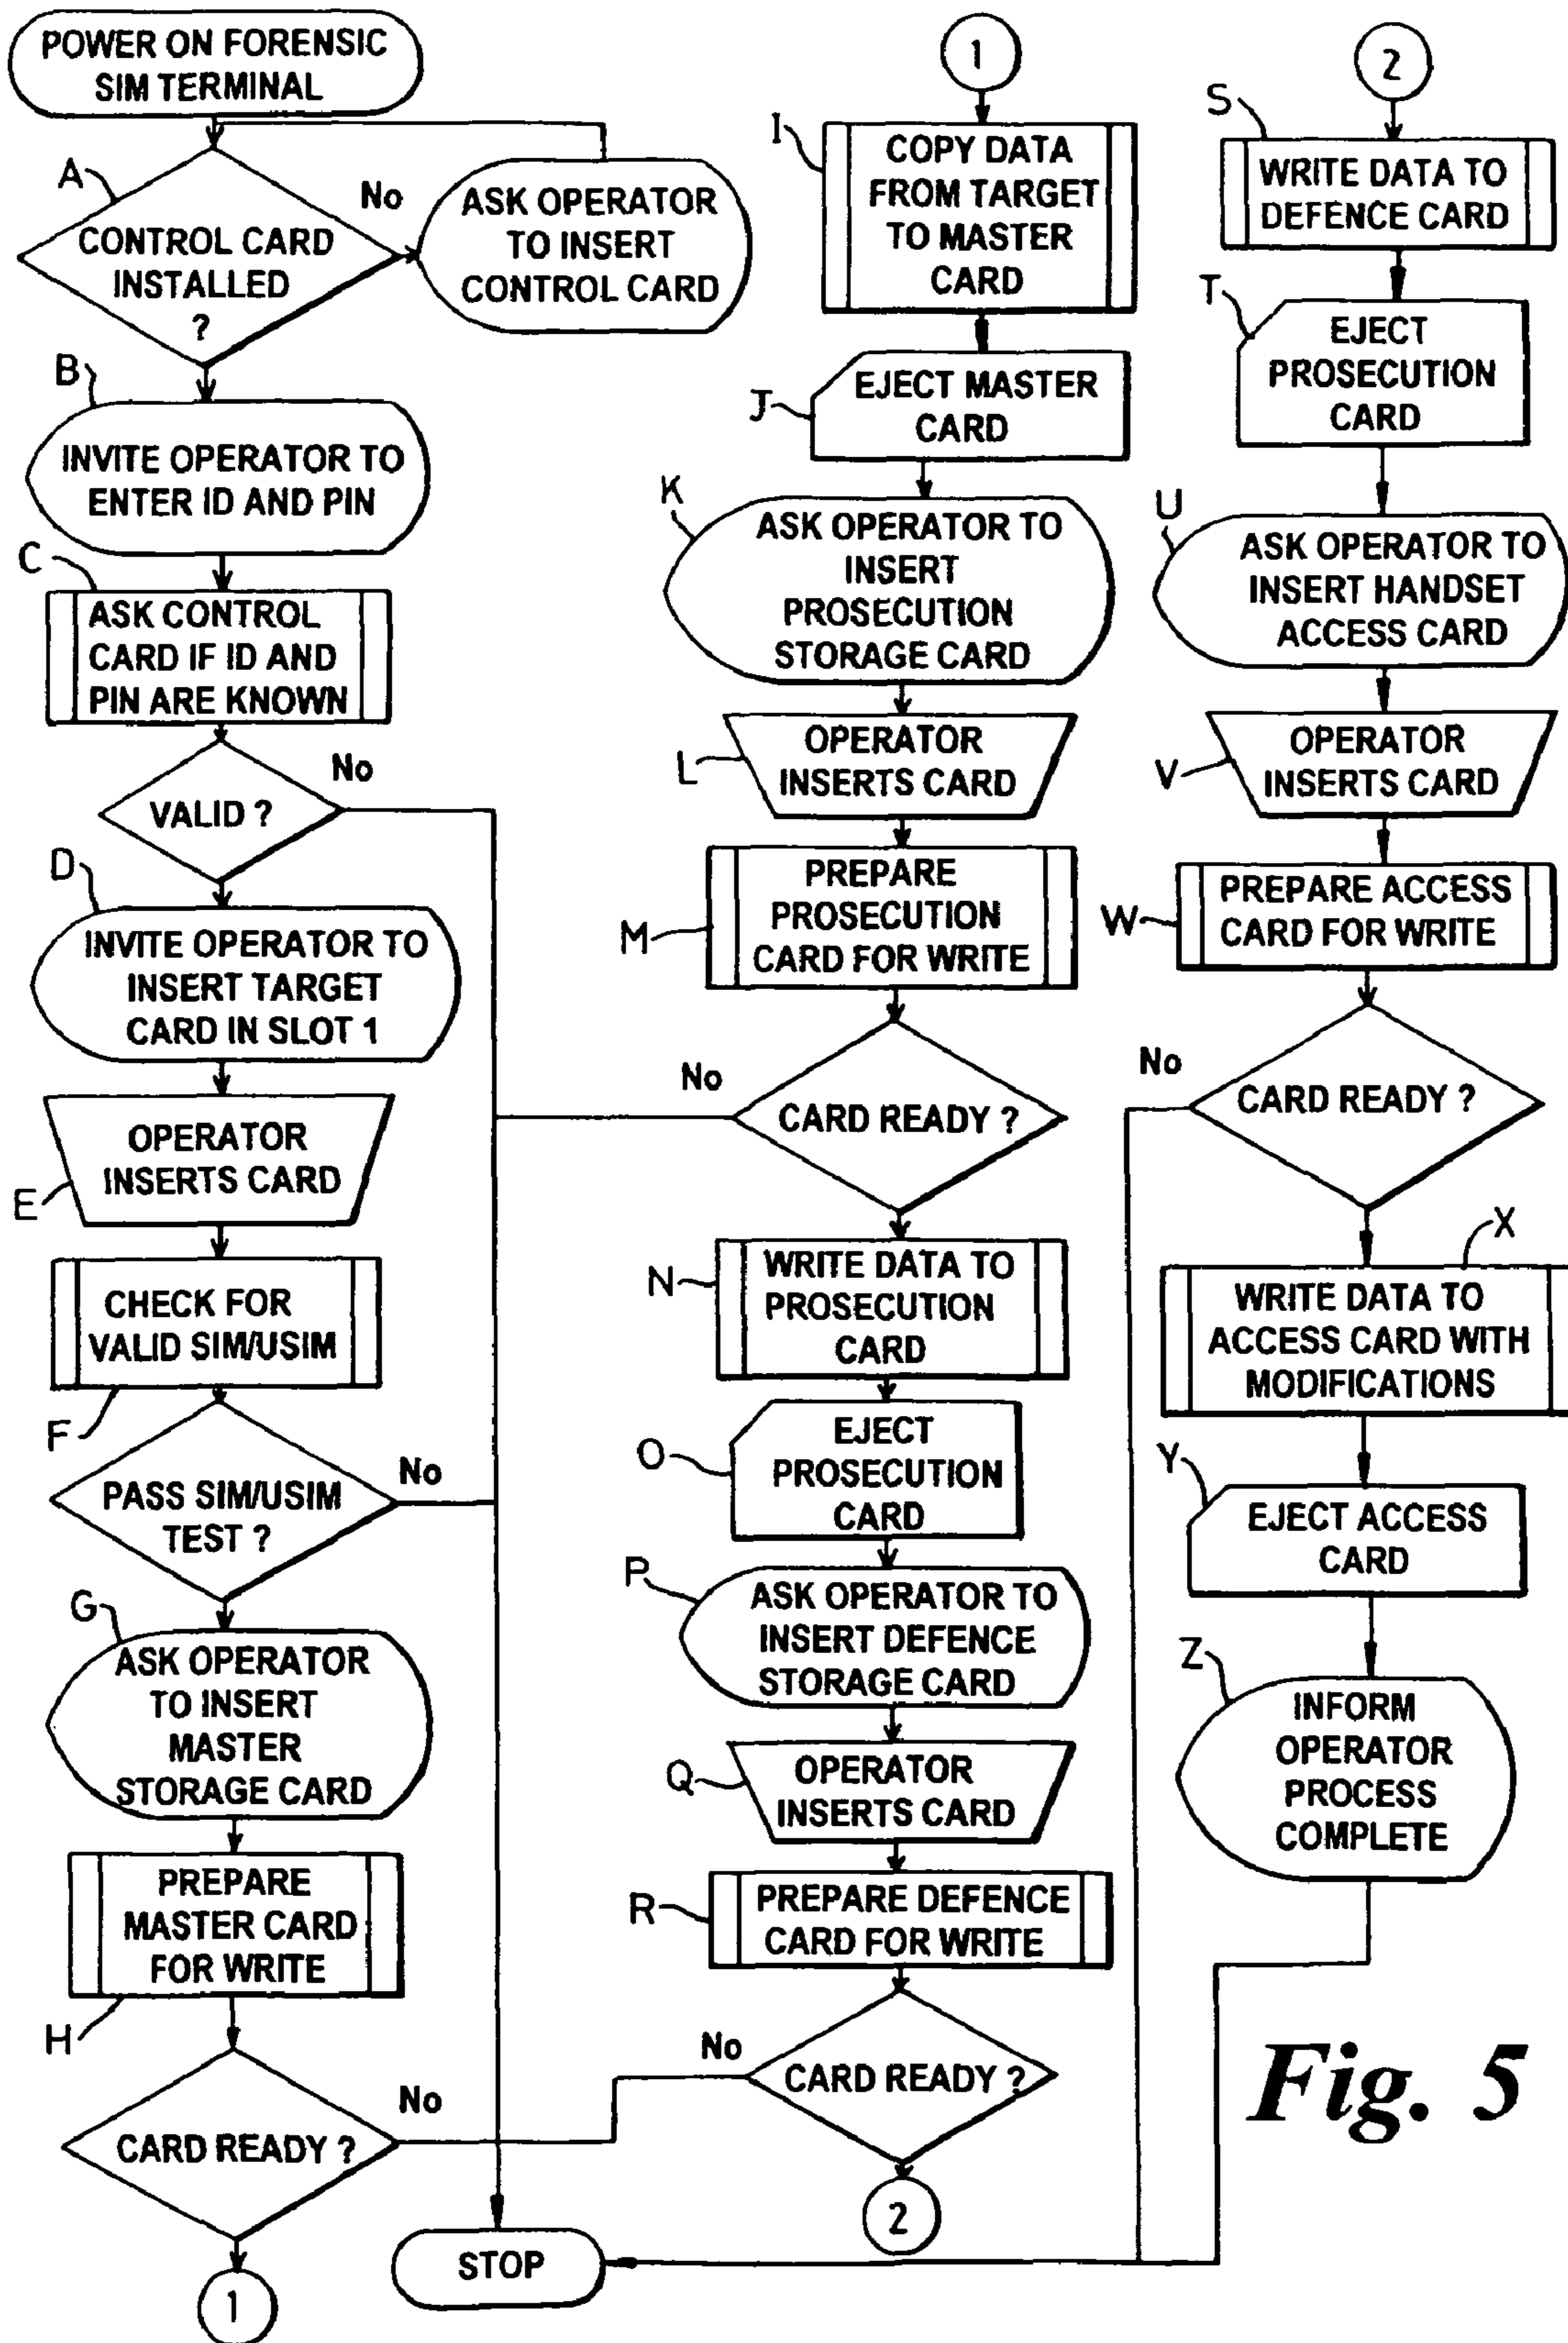 POWER ON FORENSIC
SIM TERMINAL
A
CONTROL CARD
INSTALLED
?
No
ASK OPERATOR
TO INSERT
CONTROL CARD
B
INVITE OPERATOR TO
ENTER ID AND PIN
C
ASK CONTROL
CARD IF ID AND
PIN ARE KNOWN
VALID ?
No
D
INVITE OPERATOR TO
INSERT TARGET
CARD IN SLOT 1
E
OPERATOR
INSERTS CARD
CHECK FOR
VALID SIM/USIM
F
PASS SIM/USIM
TEST ?
No
G
ASK OPERATOR
TO INSERT
MASTER
STORAGE CARD
PREPARE
MASTER CARD
FOR WRITE
H
CARD READY ?
No
1
STOP
1
I
COPY DATA
FROM TARGET
TO MASTER
CARD
J
EJECT MASTER
CARD
K
ASK OPERATOR TO
INSERT
PROSECUTION
STORAGE CARD
L
OPERATOR
INSERTS CARD
M
PREPARE
PROSECUTION
CARD FOR WRITE
No
CARD READY ?
N
WRITE DATA TO
PROSECUTION
CARD
O
EJECT
PROSECUTION
CARD
P
ASK OPERATOR TO
INSERT DEFENCE
STORAGE CARD
Q
OPERATOR
INSERTS CARD
R
PREPARE DEFENCE
CARD FOR WRITE
No
CARD READY ?
2
2
S
WRITE DATA TO
DEFENCE CARD
T
EJECT
PROSECUTION
CARD
U
ASK OPERATOR TO
INSERT HANDSET
ACCESS CARD
V
OPERATOR
INSERTS CARD
W
PREPARE ACCESS
CARD FOR WRITE
No
CARD READY ?
X
WRITE DATA TO
ACCESS CARD WITH
MODIFICATIONS
Y
EJECT ACCESS
CARD
Z
INFORM
OPERATOR
PROCESS
COMPLETE
Fig. 5